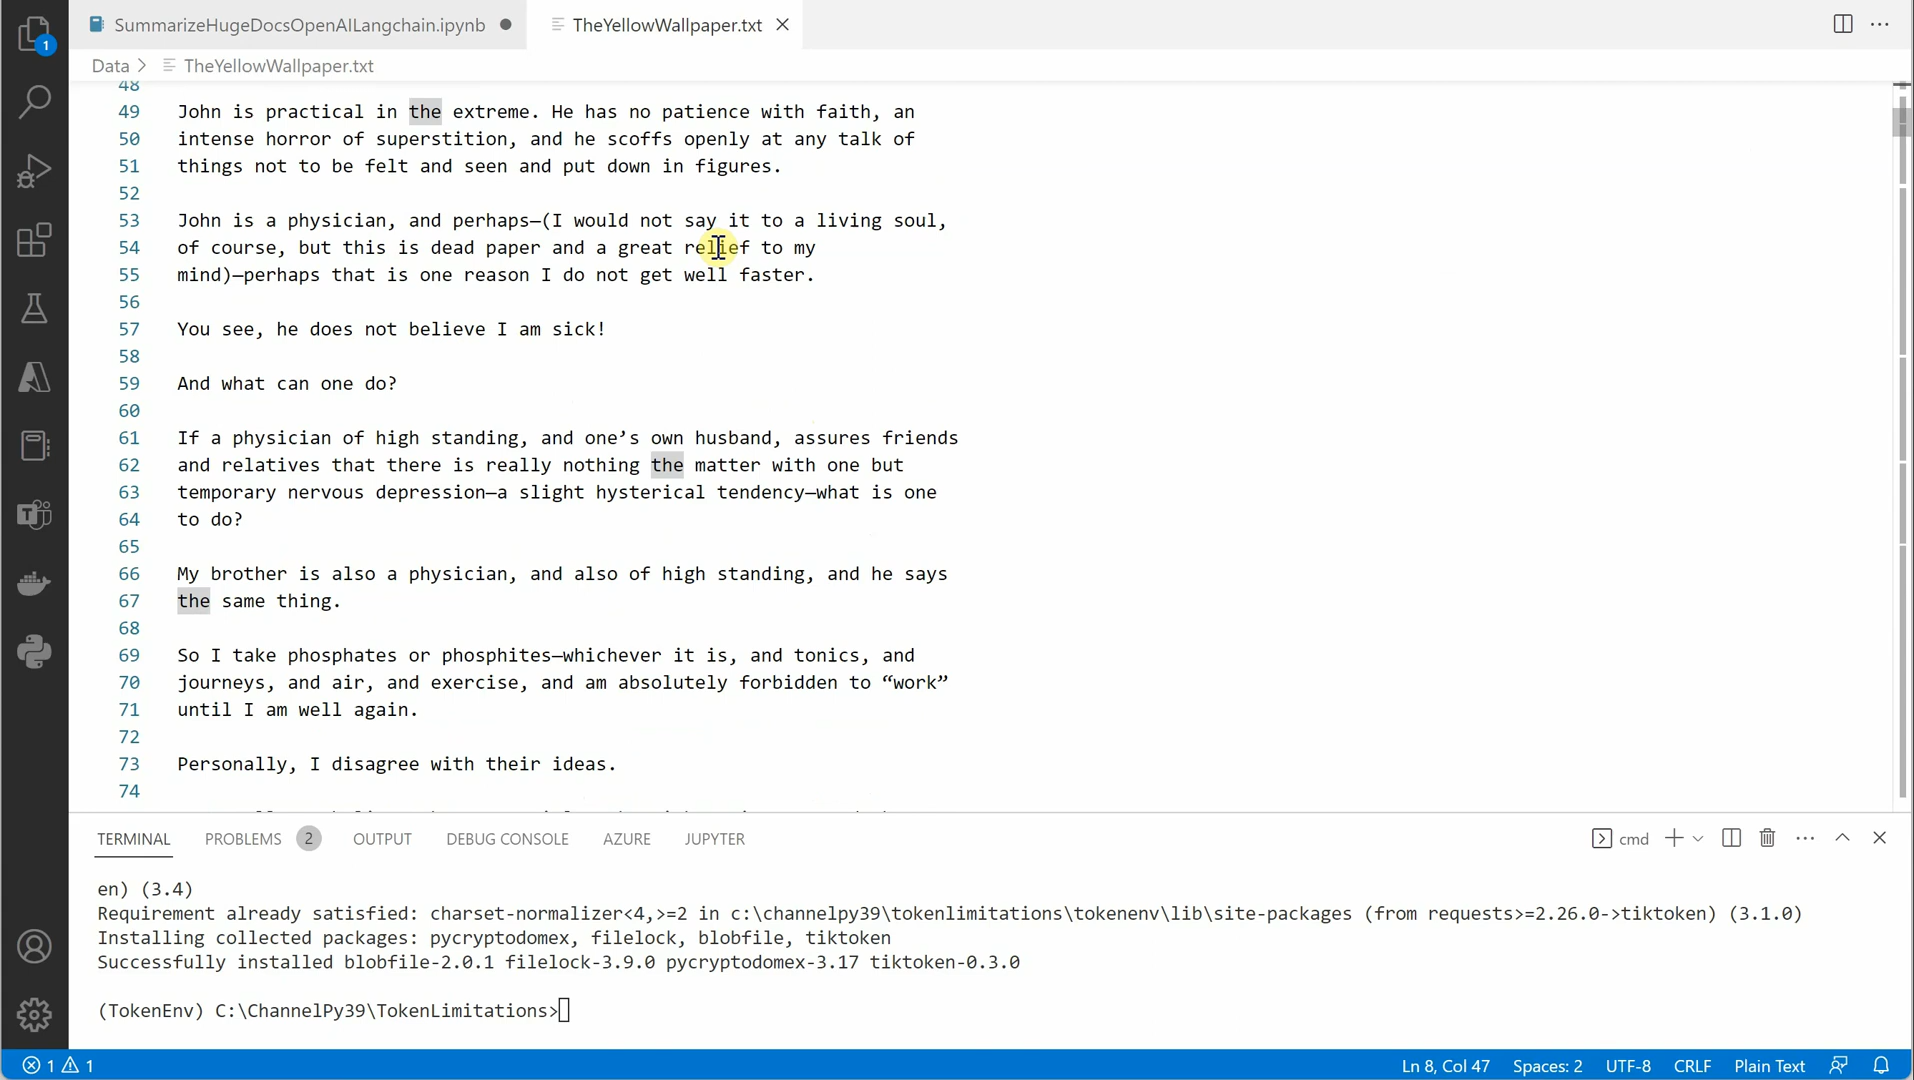 SummarizeHugeDocsOpenAILangchain.ipynb
TheYellowWallpaper.txt
1
Data
TheYellowWallpaper.txt
48
49 John is practical in the extreme. He has no patience with faith, an
50 intense horror of superstition, and he scoffs openly at any talk of
51 things not to be felt and seen and put down in figures.
52
53 John is a physician, and perhaps—(I would not say it to a living soul,
54 of course, but this is dead paper and a great relief to my
55 mind)—perhaps that is one reason I do not get well faster.
56
57 You see, he does not believe I am sick!
58
59 And what can one do?
60
61 If a physician of high standing, and one’s own husband, assures friends
62 and relatives that there is really nothing the matter with one but
63 temporary nervous depression—a slight hysterical tendency—what is one
64 to do?
65
66 My brother is also a physician, and also of high standing, and he says
67 the same thing.
68
69 So I take phosphates or phosphites—whichever it is, and tonics, and
70 journeys, and air, and exercise, and am absolutely forbidden to “work”
71 until I am well again.
72
73 Personally, I disagree with their ideas.
74
TERMINAL PROBLEMS 2 OUTPUT DEBUG CONSOLE AZURE JUPYTER cmd
en) (3.4)
Requirement already satisfied: charset-normalizer<4,>=2 in c:\channelpy39\tokenlimitations\tokenenv\lib\site-packages (from requests>=2.26.0->tiktoken) (3.1.0)
Installing collected packages: pycryptodomex, filelock, blobfile, tiktoken
Successfully installed blobfile-2.0.1 filelock-3.9.0 pycryptodomex-3.17 tiktoken-0.3.0
(TokenEnv) C:\ChannelPy39\TokenLimitations>
1 1 Ln 8, Col 47 Spaces: 2 UTF-8 CRLF Plain Text